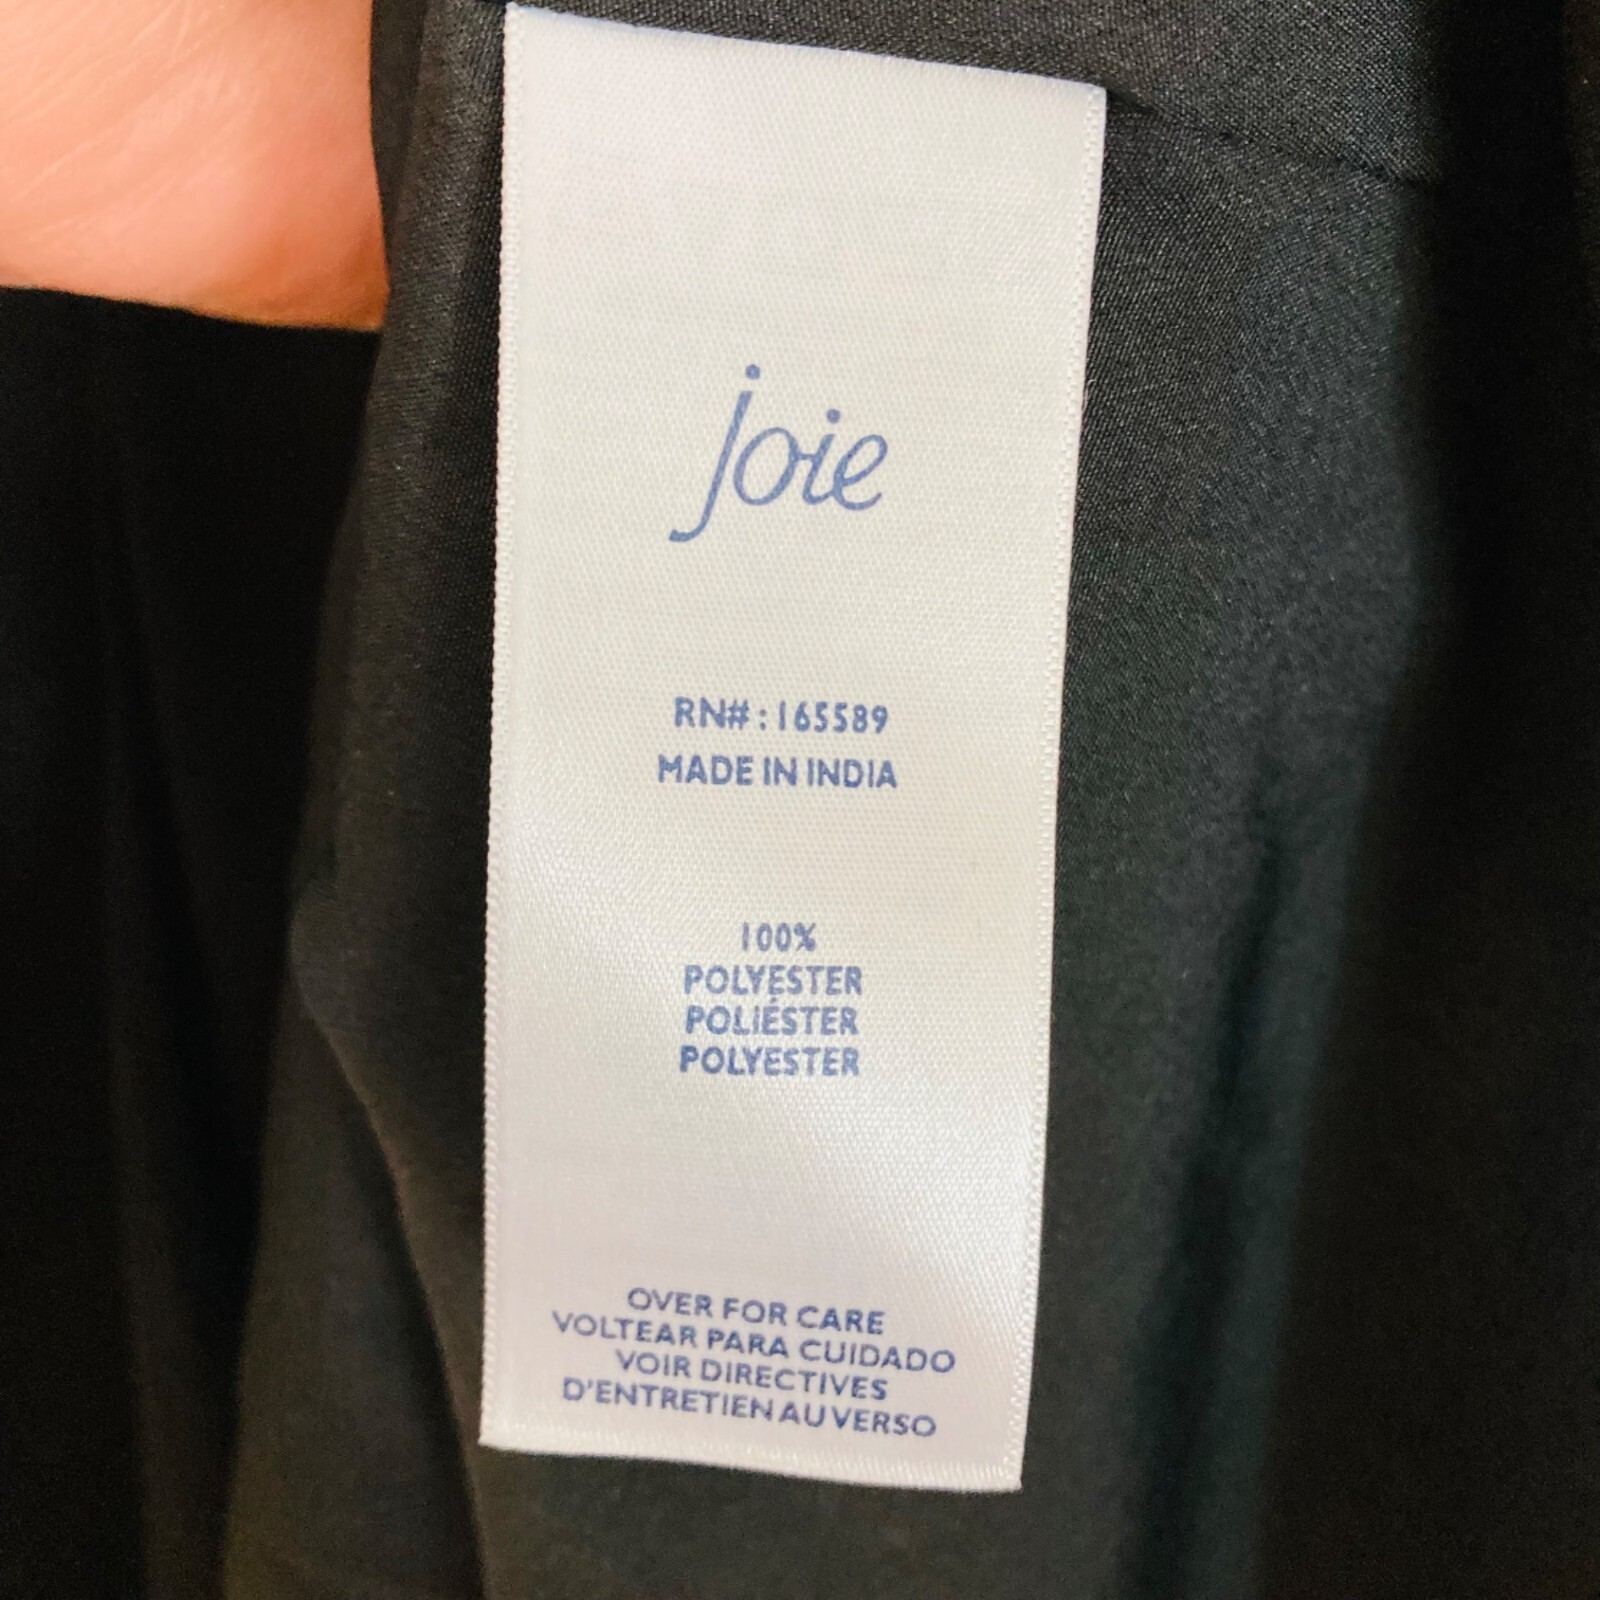 joie
RN#: 165589
MADE IN INDIA
100%
POLYESTER
POLIÉSTER
POLYESTER
OVER FOR CARE
VOLTEAR PARA CUIDADO
VOIR DIRECTIVES
D'ENTRETIEN AU VERSO